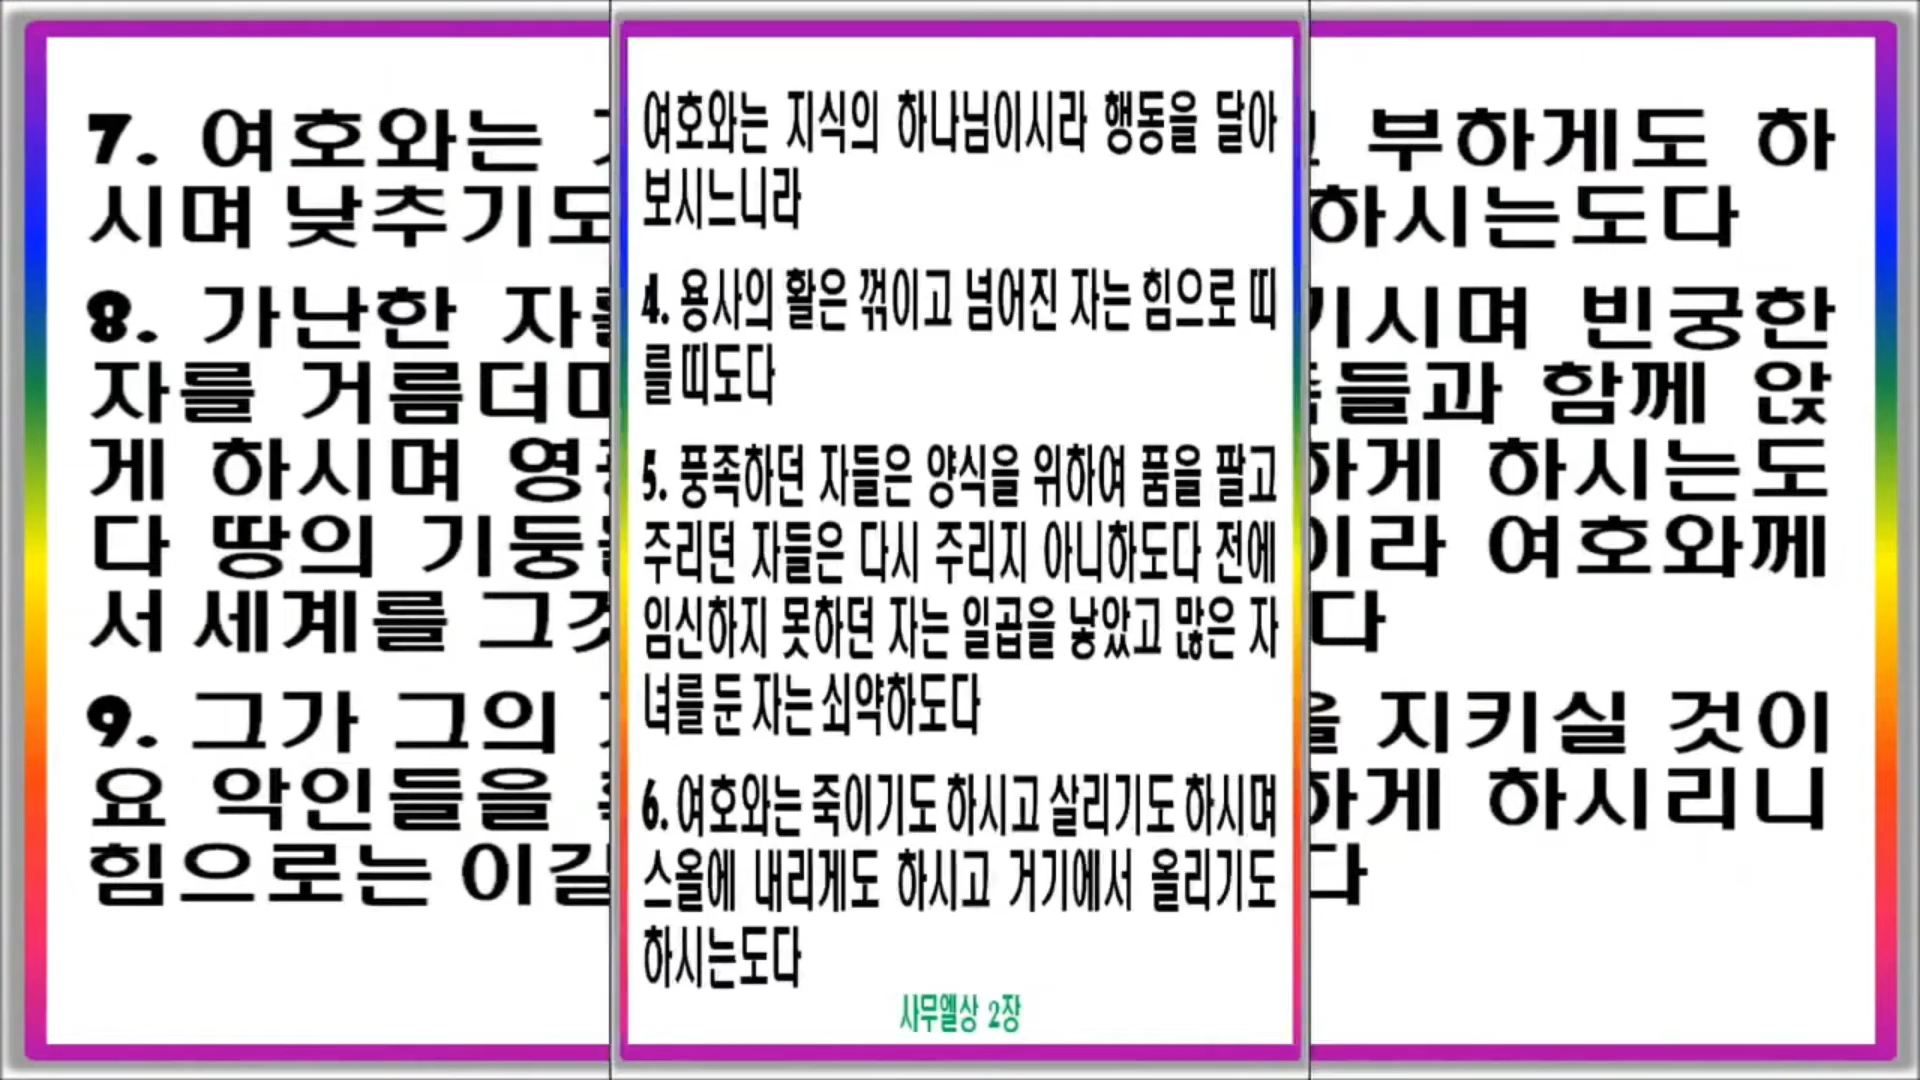 여호와는 지식의 하나님이시라 행동을 달아
보시느니라
4. 용사의 활은 꺾이고 넘어진 자는 힘으로 띠
를 띠도다
5. 풍족하던 자들은 양식을 위하여 품을 팔고
주리던 자들은 다시 주리지 아니하도다 전에
임신하지 못하던 자는 일곱을 낳았고 많은 자
녀를 둔 자는 쇠약하도다
6. 여호와는 죽이기도 하시고 살리기도 하시며
스올에 내리게도 하시고 거기에서 올리기도
하시는도다
사무엘상 2장
7. 여호와는
시며 낮추기도
8. 가난한 자를
자를 거름더미
게 하시며
다 땅의 기둥
서 세계를
9. 그가 그의
요 악인들을
힘으로는
부하게도 하
하시는도다
키시며 빈궁한
들과 함께 앉
하게 하시는도
이라 여호와께
다
을 지키실 것이
하게 하시리니
다